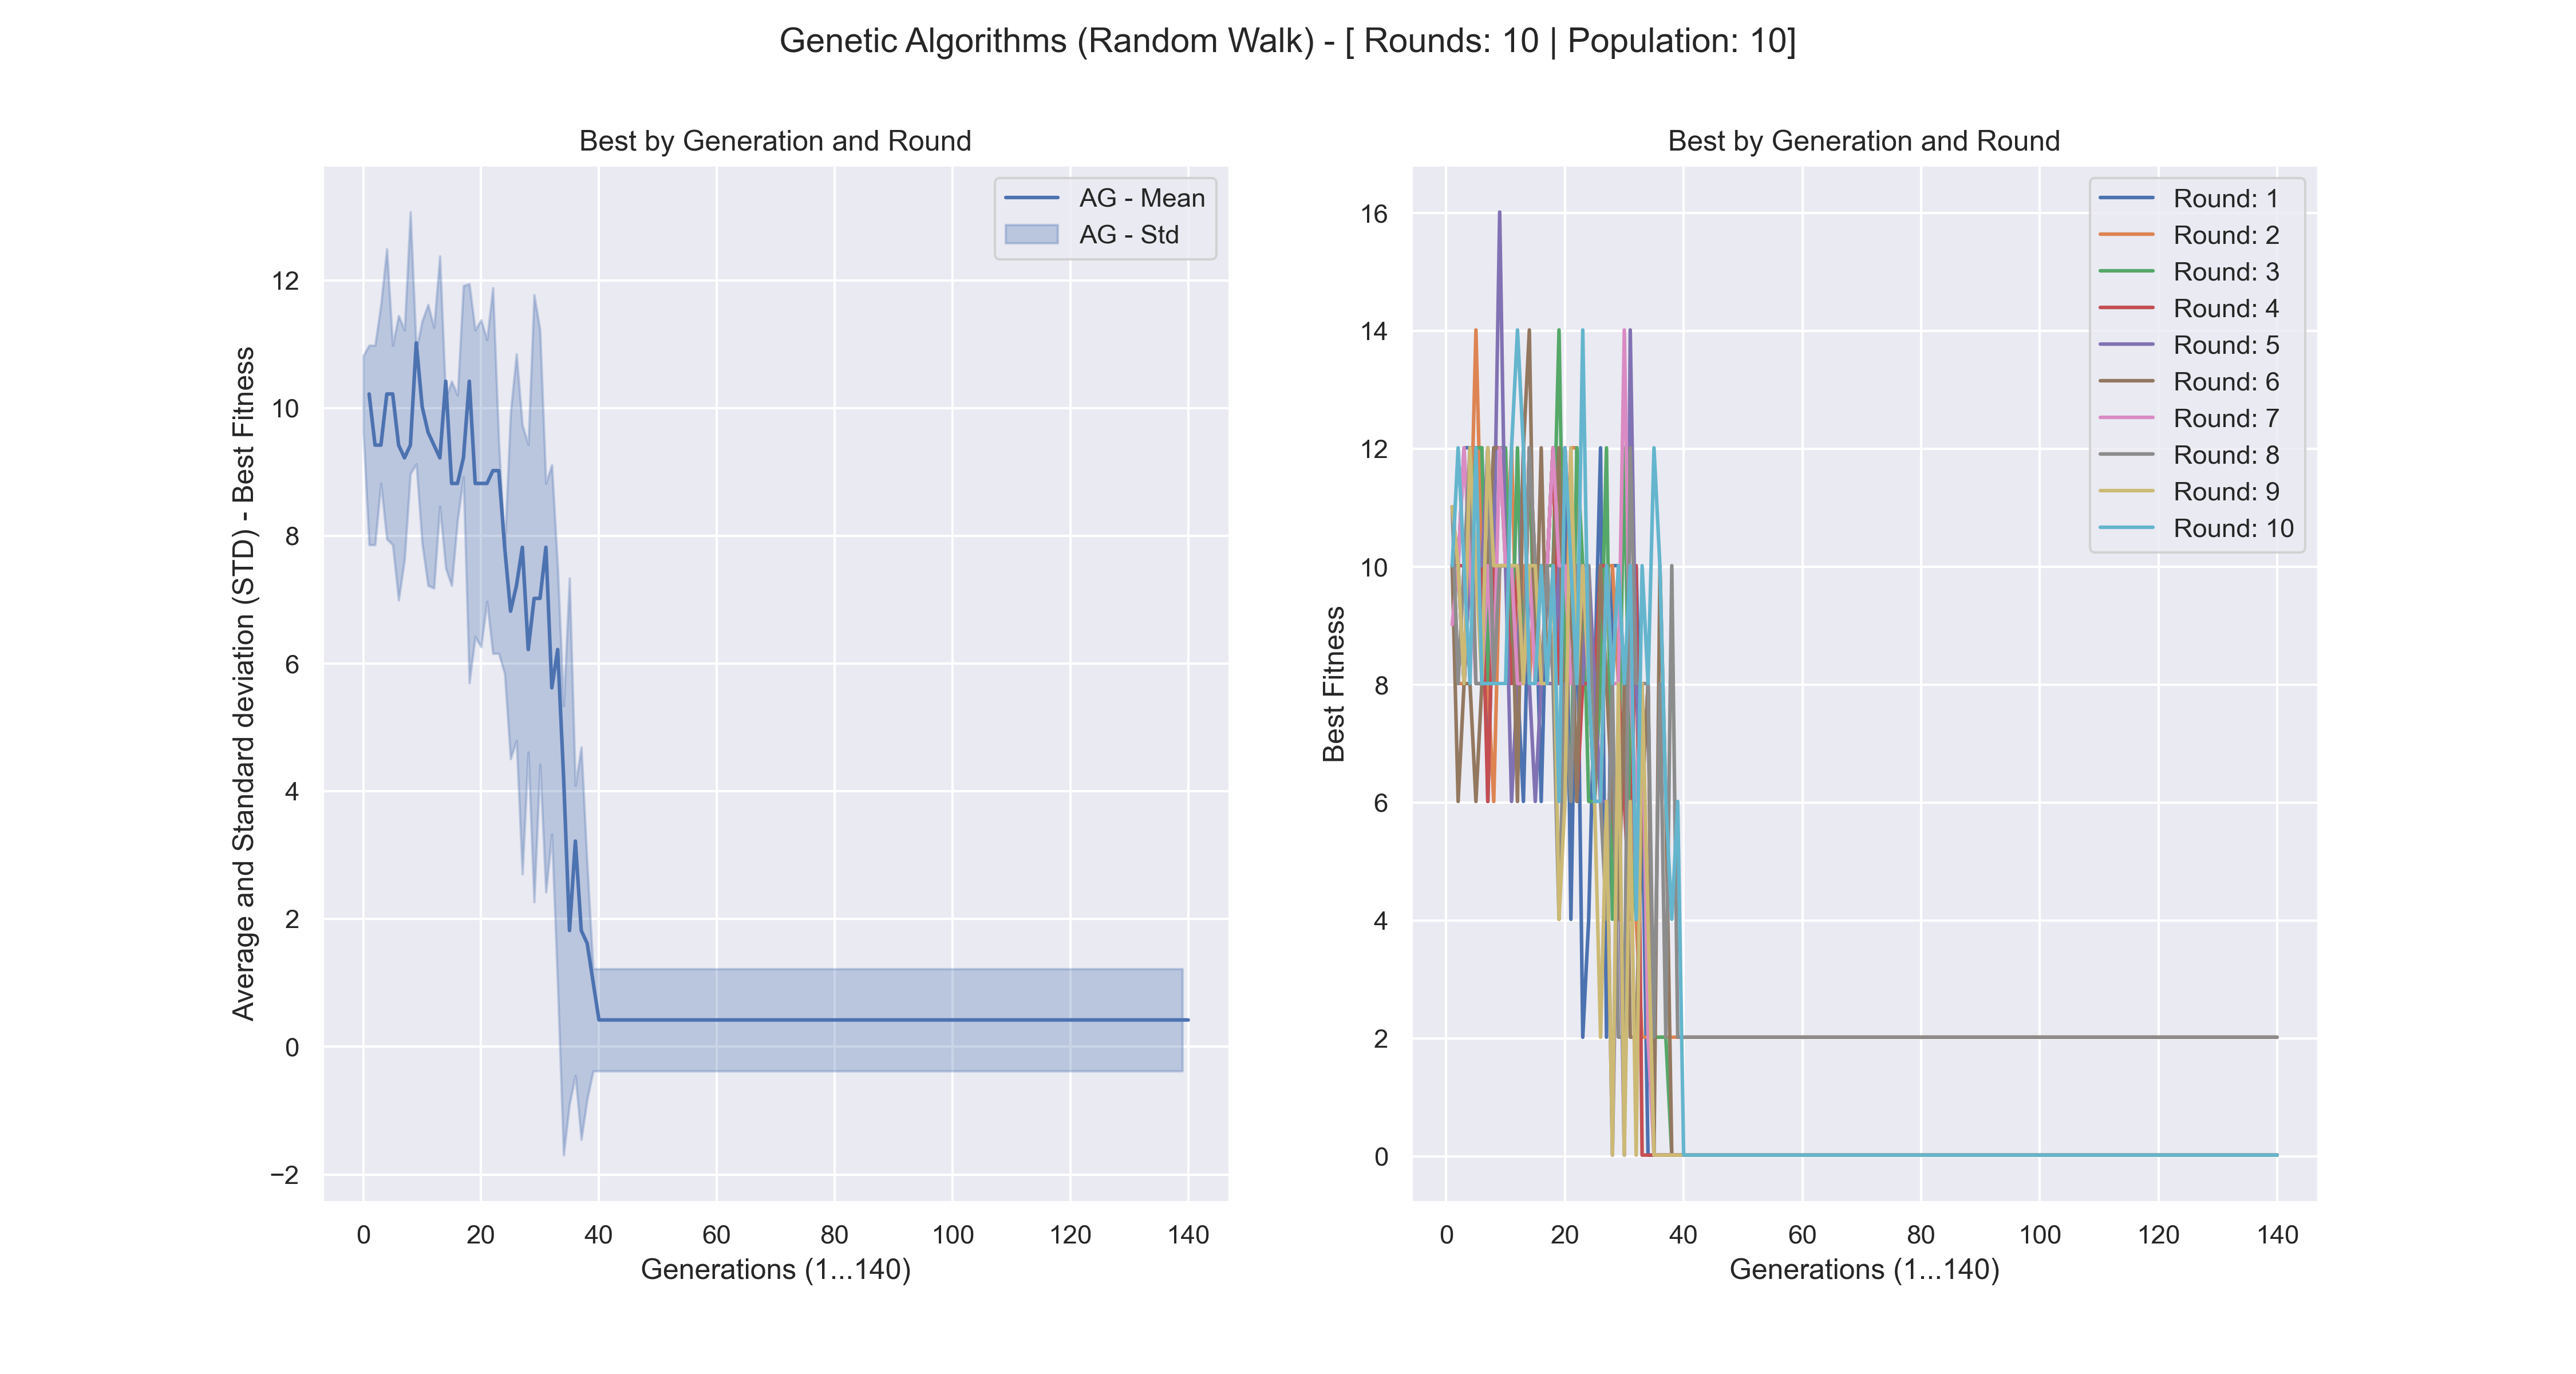 Genetic Algorithms (Random Walk) - [ Rounds: 10 | Population: 10]
Best by Generation and Round
AG - Mean
AG - Std
Average and Standard deviation (STD) - Best Fitness
12
10
8
6
4
2
0
−2
0 20 40 60 80 100 120 140
Generations (1...140)
Best by Generation and Round
Round: 1
Round: 2
Round: 3
Round: 4
Round: 5
Round: 6
Round: 7
Round: 8
Round: 9
Round: 10
Best Fitness
16
14
12
10
8
6
4
2
0
0 20 40 60 80 100 120 140
Generations (1...140)